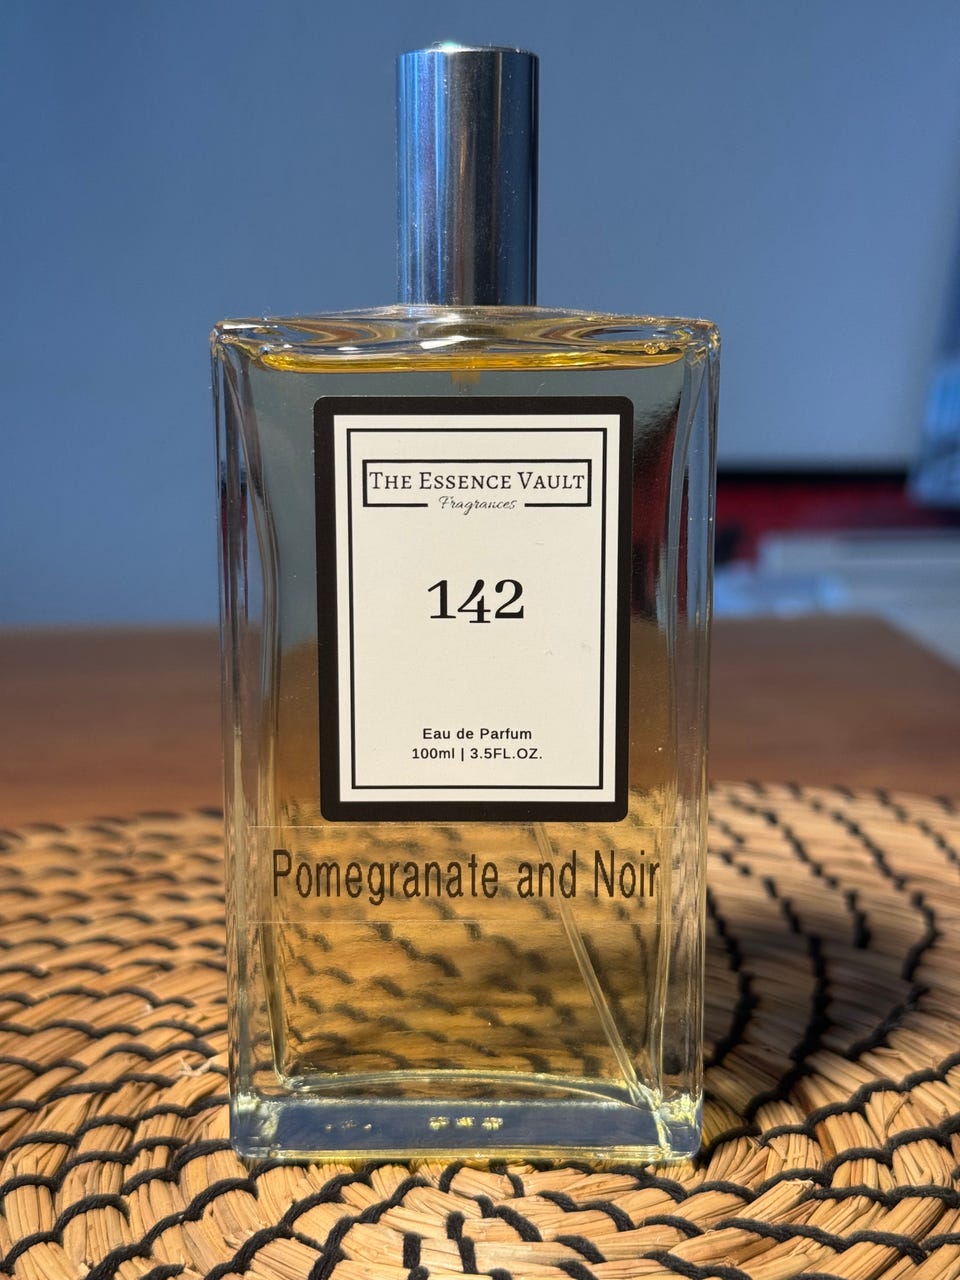 The Essence Vault
Fragrances
142
Eau de Parfum
100ml | 3.5FL.OZ.
Pomegranate and Noir